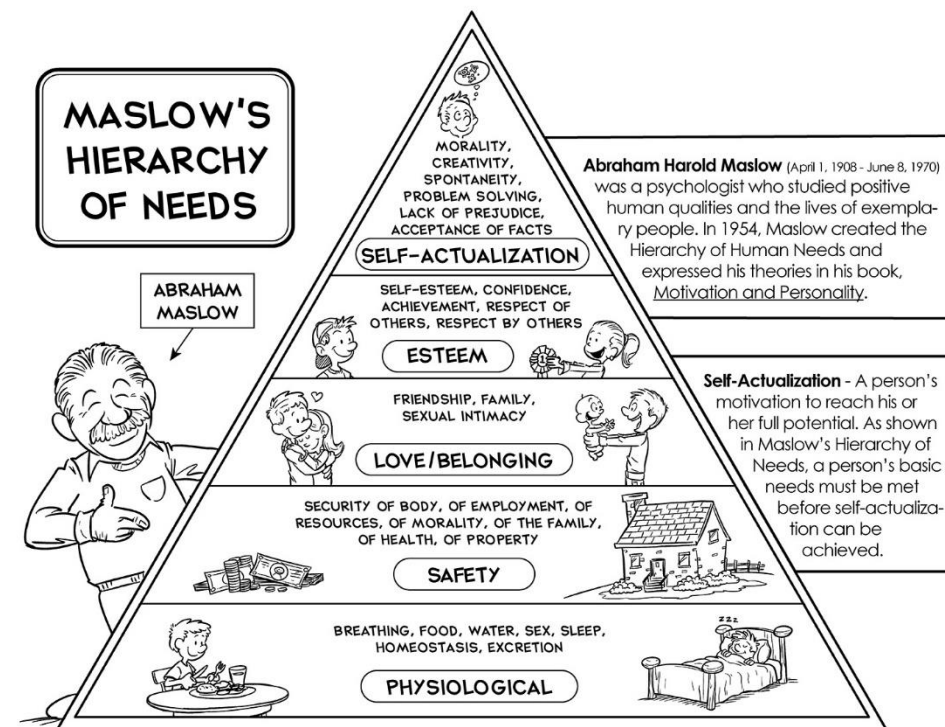 MASLOW'S
HIERARCHY
OF NEEDS
ABRAHAM
MASLOW
MORALITY,
CREATIVITY,
SPONTANEITY,
PROBLEM SOLVING,
LACK OF PREJUDICE,
ACCEPTANCE OF FACTS
SELF-ACTUALIZATION
SELF-ESTEEM, CONFIDENCE,
ACHIEVEMENT, RESPECT OF
OTHERS, RESPECT BY OTHERS
ESTEEM
1
FRIENDSHIP, FAMILY,
SEXUAL INTIMACY
LOVE/BELONGING
SECURITY OF BODY, OF EMPLOYMENT, OF
RESOURCES, OF MORALITY, OF THE FAMILY,
OF HEALTH, OF PROPERTY
SAFETY
BREATHING, FOOD, WATER, SEX, SLEEP,
HOMEOSTASIS, EXCRETION
PHYSIOLOGICAL
zzz
Abraham Harold Maslow (April 1, 1908 - June 8, 1970)
was a psychologist who studied positive
human qualities and the lives of exempla-
ry people. In 1954, Maslow created the
Hierarchy of Human Needs and
expressed his theories in his book,
Motivation and Personality.
Self-Actualization - A person's
motivation to reach his or
her full potential. As shown
in Maslow's Hierarchy of
Needs, a person's basic
needs must be met
before self-actualiza-
tion can be
achieved.